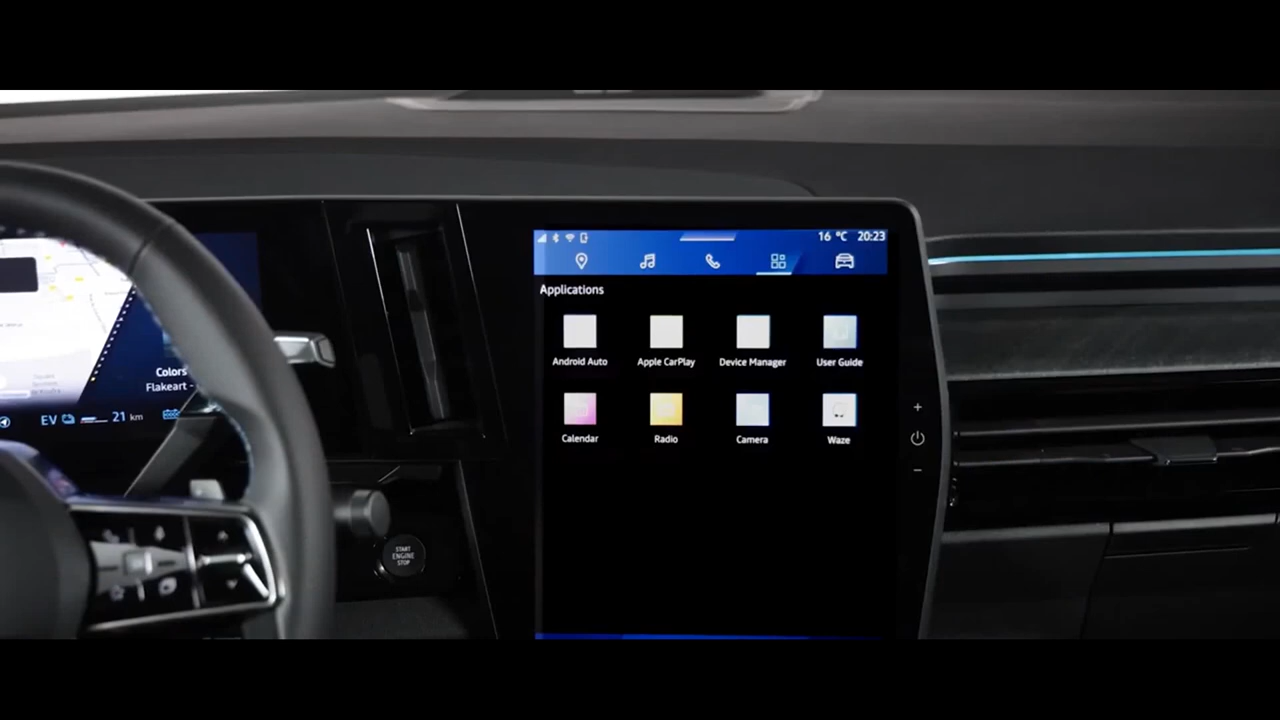 16 °C 20:23
Applications
Android Auto
Apple CarPlay
Device Manager
User Guide
Calendar
Radio
Camera
Waze
Colors
Flakeart -
EV 21 km
START
ENGINE
STOP